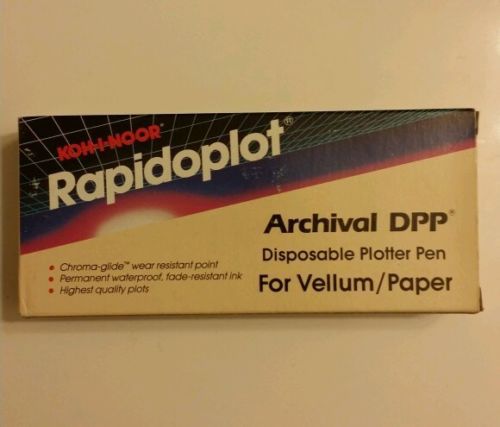 KOH-I-NOOR®
Rapidoplot®
Archival DPP®
Disposable Plotter Pen
For Vellum/Paper
• Chroma-glide™ wear resistant point
• Permanent waterproof, fade-resistant ink
• Highest quality plots